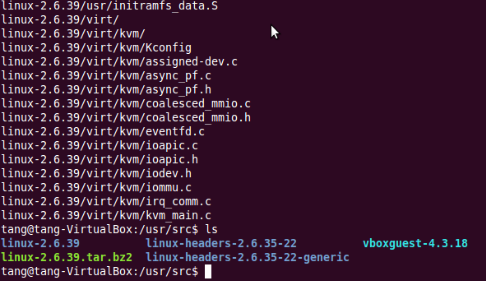 linux-2.6.39/usr/initramfs_data.S
linux-2.6.39/virt/
linux-2.6.39/virt/kvm/
linux-2.6.39/virt/kvm/Kconfig
linux-2.6.39/virt/kvm/assigned-dev.c
linux-2.6.39/virt/kvm/async_pf.c
linux-2.6.39/virt/kvm/async_pf.h
linux-2.6.39/virt/kvm/coalesced_mmio.c
linux-2.6.39/virt/kvm/coalesced_mmio.h
linux-2.6.39/virt/kvm/eventfd.c
linux-2.6.39/virt/kvm/ioapic.c
linux-2.6.39/virt/kvm/ioapic.h
linux-2.6.39/virt/kvm/iodev.h
linux-2.6.39/virt/kvm/iommu.c
linux-2.6.39/virt/kvm/irq_comm.c
linux-2.6.39/virt/kvm/kvm_main.c
tang@tang-VirtualBox:/usr/src$ ls
linux-2.6.39          linux-headers-2.6.35-22          vboxguest-4.3.18
linux-2.6.39.tar.bz2  linux-headers-2.6.35-22-generic
tang@tang-VirtualBox:/usr/src$